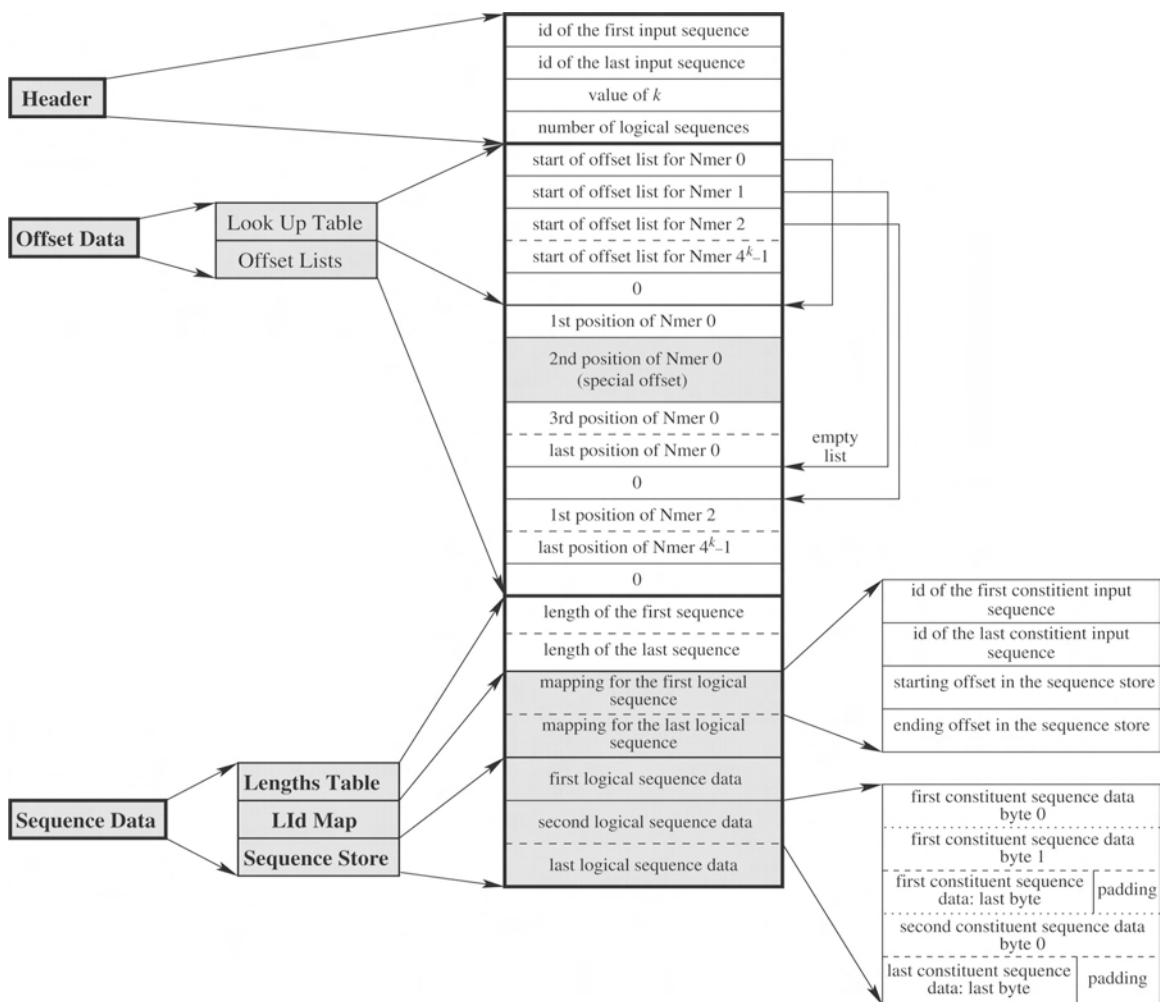 Header
Offset Data
Look Up Table
Offset Lists
Sequence Data
Lengths Table
LId Map
Sequence Store
id of the first input sequence
id of the last input sequence
value of k
number of logical sequences
start of offset list for Nmer 0
start of offset list for Nmer 1
start of offset list for Nmer 2
start of offset list for Nmer 4^k–1
0
1st position of Nmer 0
2nd position of Nmer 0
(special offset)
3rd position of Nmer 0
last position of Nmer 0
0
1st position of Nmer 2
last position of Nmer 4^k–1
0
length of the first sequence
length of the last sequence
mapping for the first logical
sequence
mapping for the last logical
sequence
first logical sequence data
second logical sequence data
last logical sequence data
empty
list
id of the first constitient input
sequence
id of the last constitient input
sequence
starting offset in the sequence store
ending offset in the sequence store
first constituent sequence data
byte 0
first constituent sequence data
byte 1
first constituent sequence
data: last byte
padding
second constituent sequence data
byte 0
last constituent sequence
data: last byte
padding